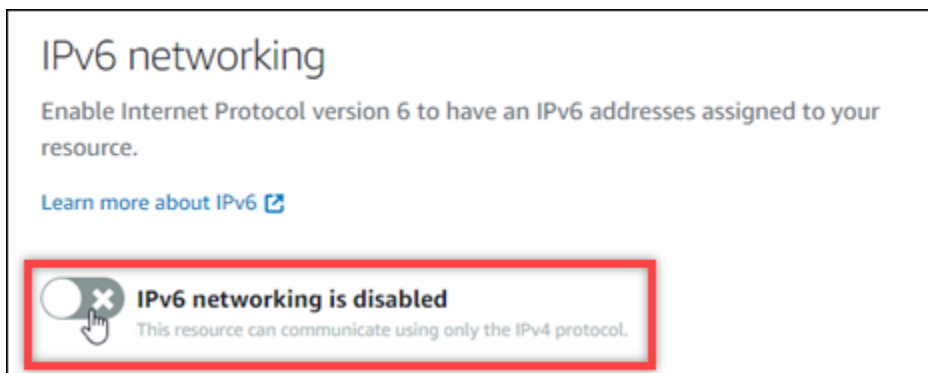 IPv6 networking
Enable Internet Protocol version 6 to have an IPv6 addresses assigned to your
resource.
Learn more about IPv6
IPv6 networking is disabled
This resource can communicate using only the IPv4 protocol.